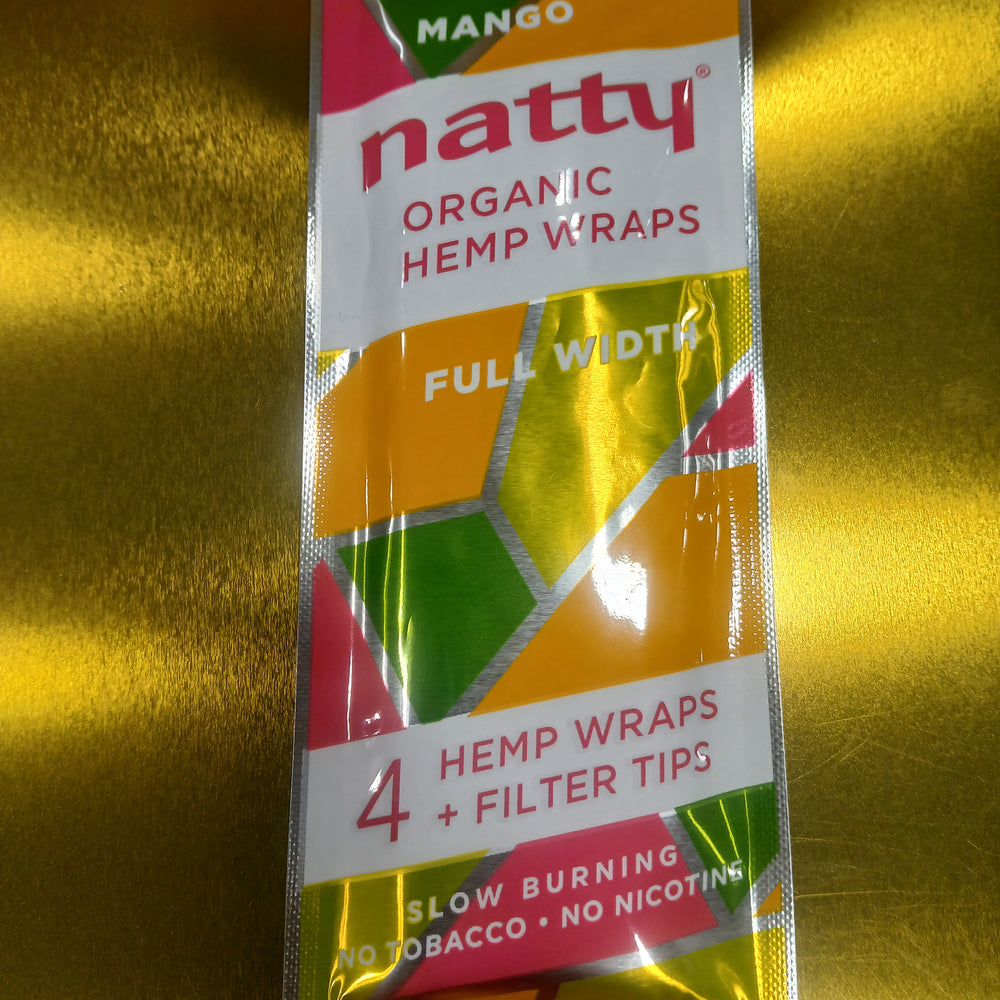 MANGO
natty®
ORGANIC
HEMP WRAPS
FULL WIDTH
4 HEMP WRAPS
+ FILTER TIPS
SLOW BURNING
NO TOBACCO • NO NICOTINE